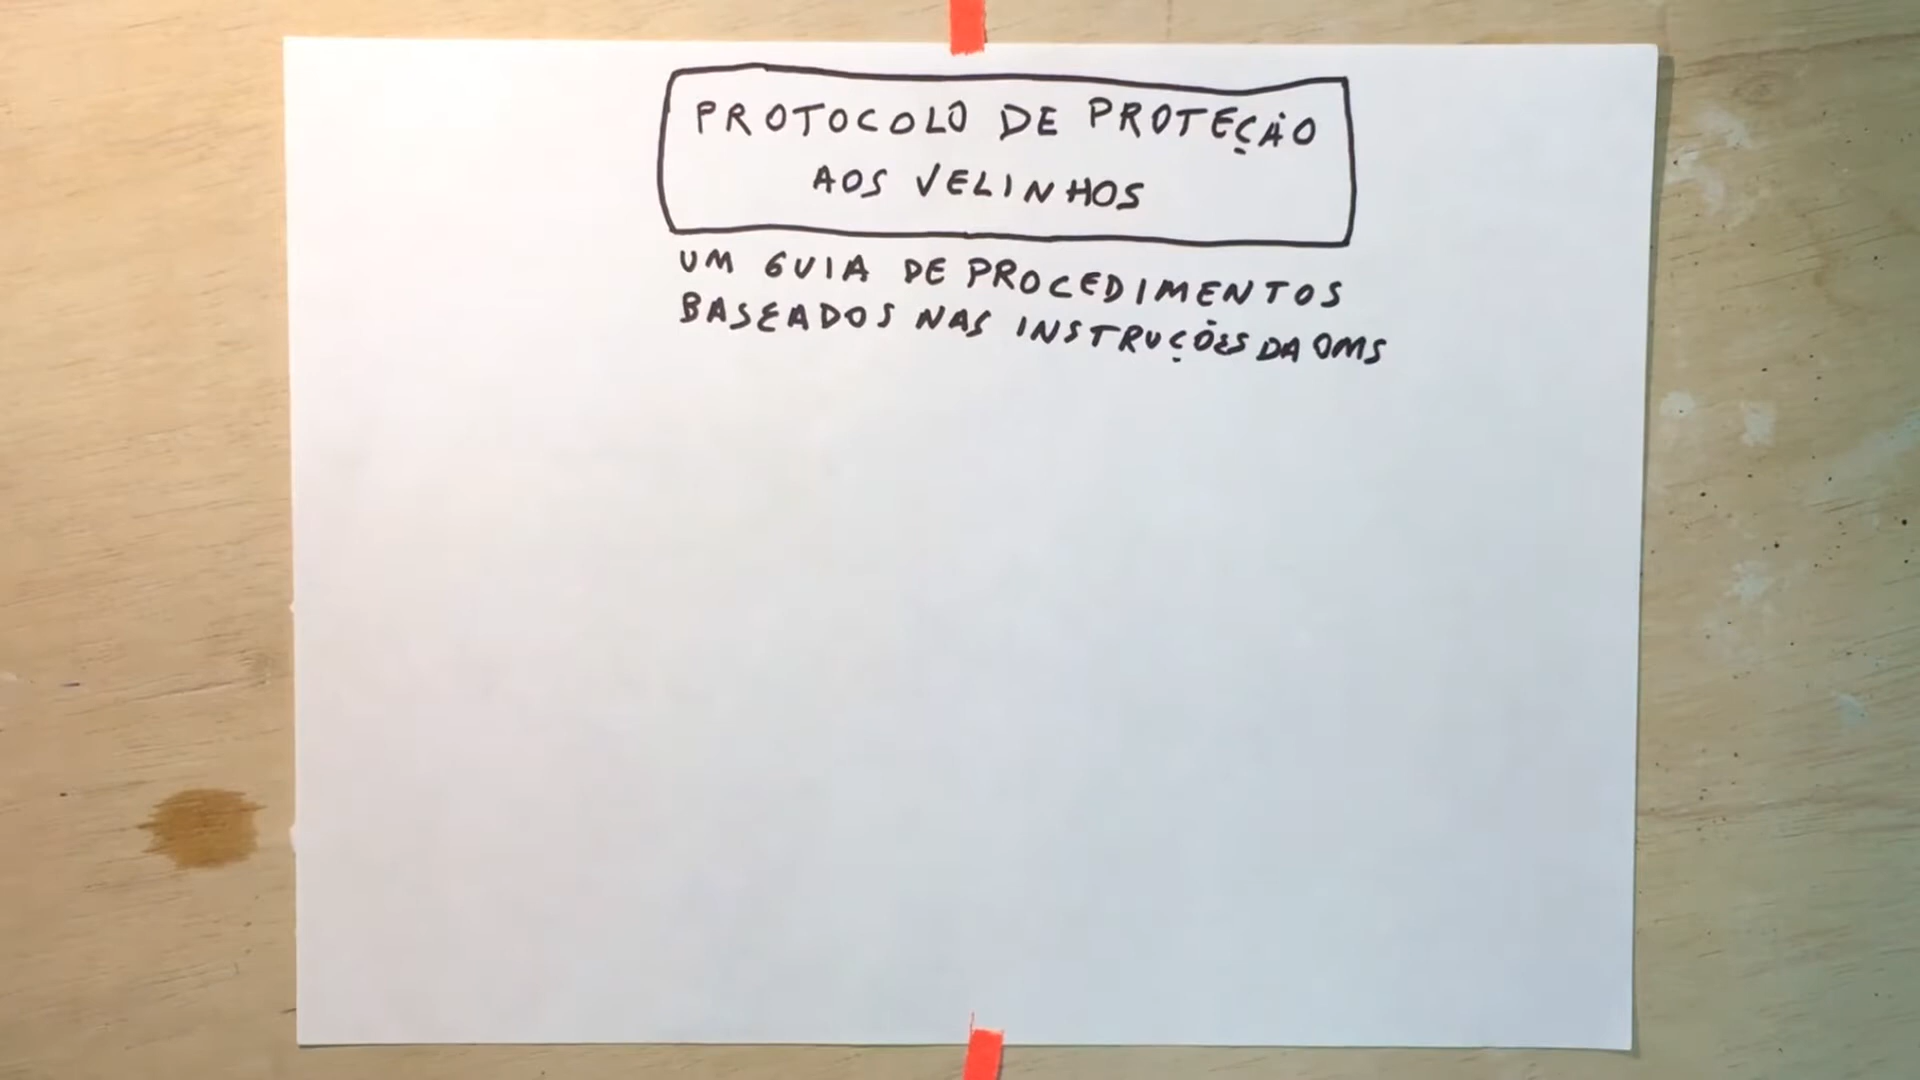 PROTOCOLO DE PROTEÇÃO
AOS VELINHOS
UM GUIA DE PROCEDIMENTOS
BASEADOS NAS INSTRUÇÕES DA OMS